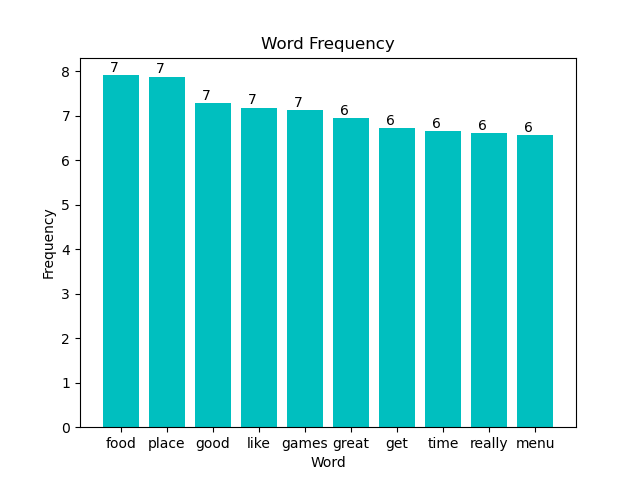 Word Frequency
8
7
6
5
4
3
2
1
0
Frequency
7 7 7 7 7 6 6 6 6 6
food place good like games great get time really menu
Word